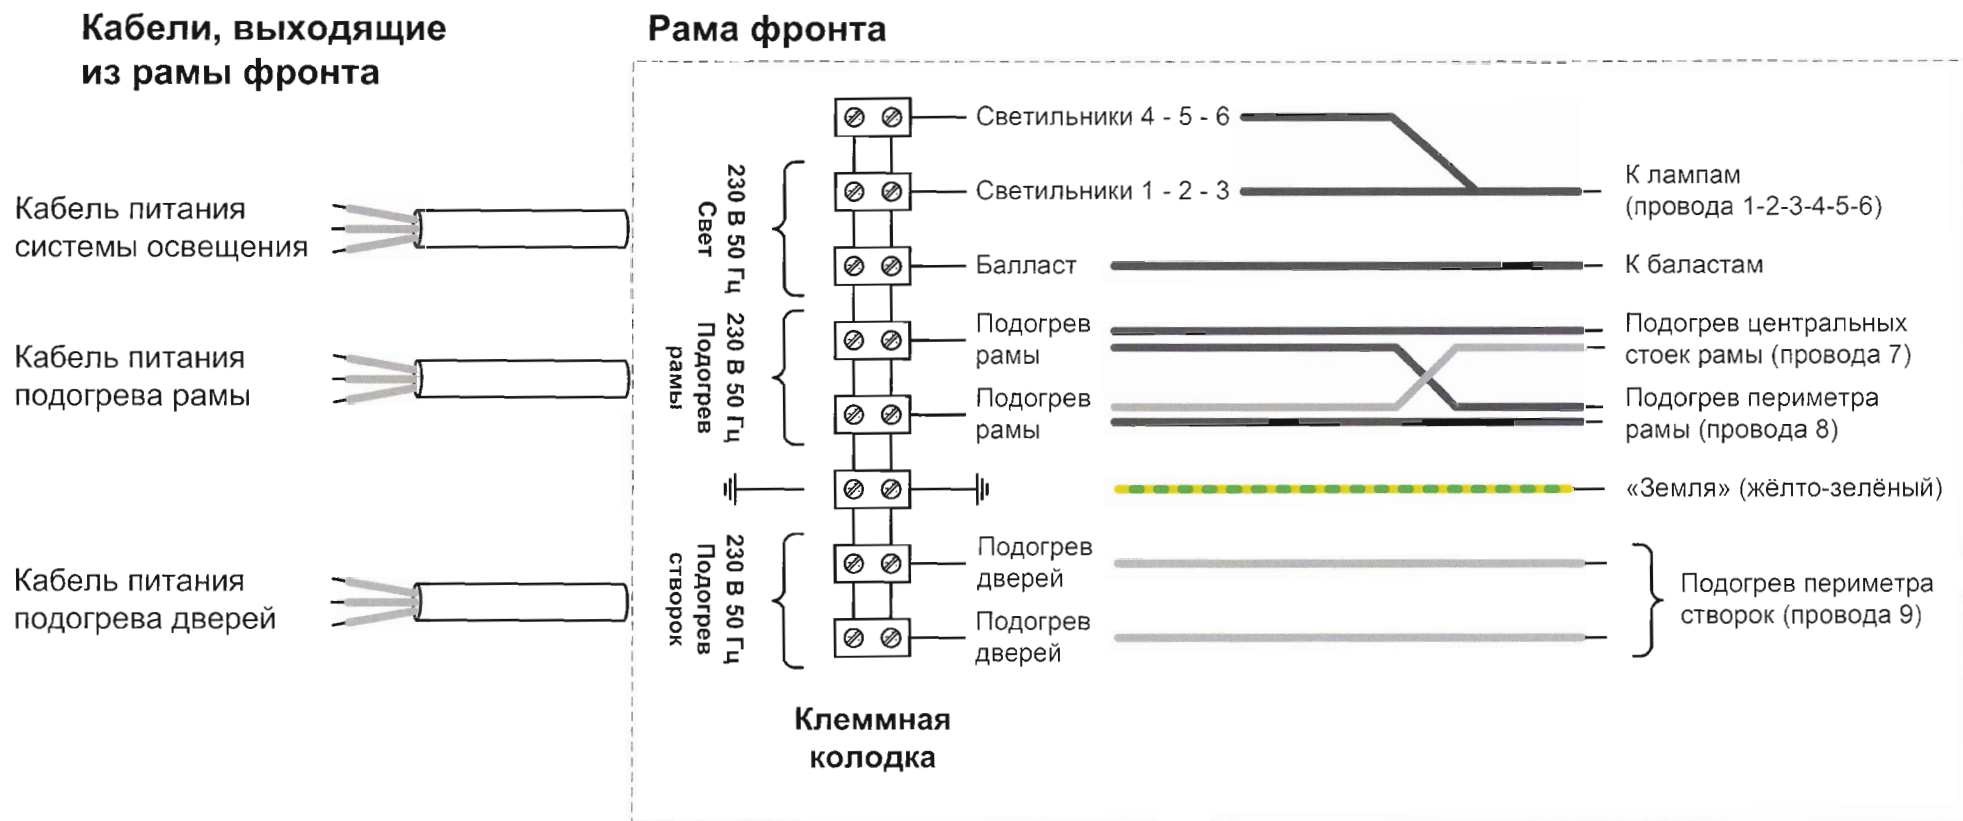 Кабели, выходящие
из рамы фронта
Рама фронта
Кабель питания
системы освещения
Кабель питания
подогрева рамы
Кабель питания
подогрева дверей
230 В 50 Гц
Свет
230 В 50 Гц
Подогрев
рамы
230 В 50 Гц
Подогрев
створок
Светильники 4 - 5 - 6
Светильники 1 - 2 - 3
Балласт
Подогрев
рамы
Подогрев
рамы
Подогрев
дверей
Подогрев
дверей
К лампам
(провода 1-2-3-4-5-6)
К баластам
Подогрев центральных
стоек рамы (провода 7)
Подогрев периметра
рамы (провода 8)
«Земля» (жёлто-зелёный)
Подогрев периметра
створок (провода 9)
Клеммная
колодка